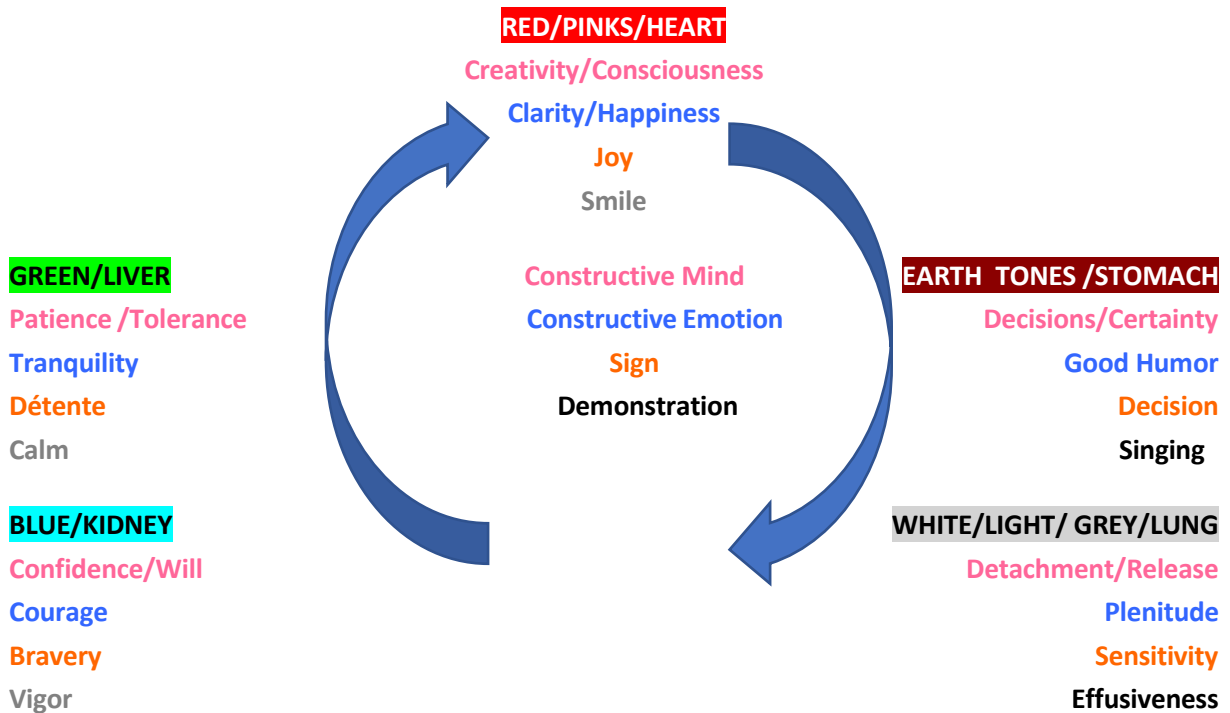 RED/PINKS/HEART
Creativity/Consciousness
Clarity/Happiness
Joy
Smile
GREEN/LIVER
Patience /Tolerance
Tranquility
Détente
Calm
Constructive Mind
Constructive Emotion
Sign
Demonstration
EARTH TONES /STOMACH
Decisions/Certainty
Good Humor
Decision
Singing
BLUE/KIDNEY
Confidence/Will
Courage
Bravery
Vigor
WHITE/LIGHT/ GREY/LUNG
Detachment/Release
Plenitude
Sensitivity
Effusiveness